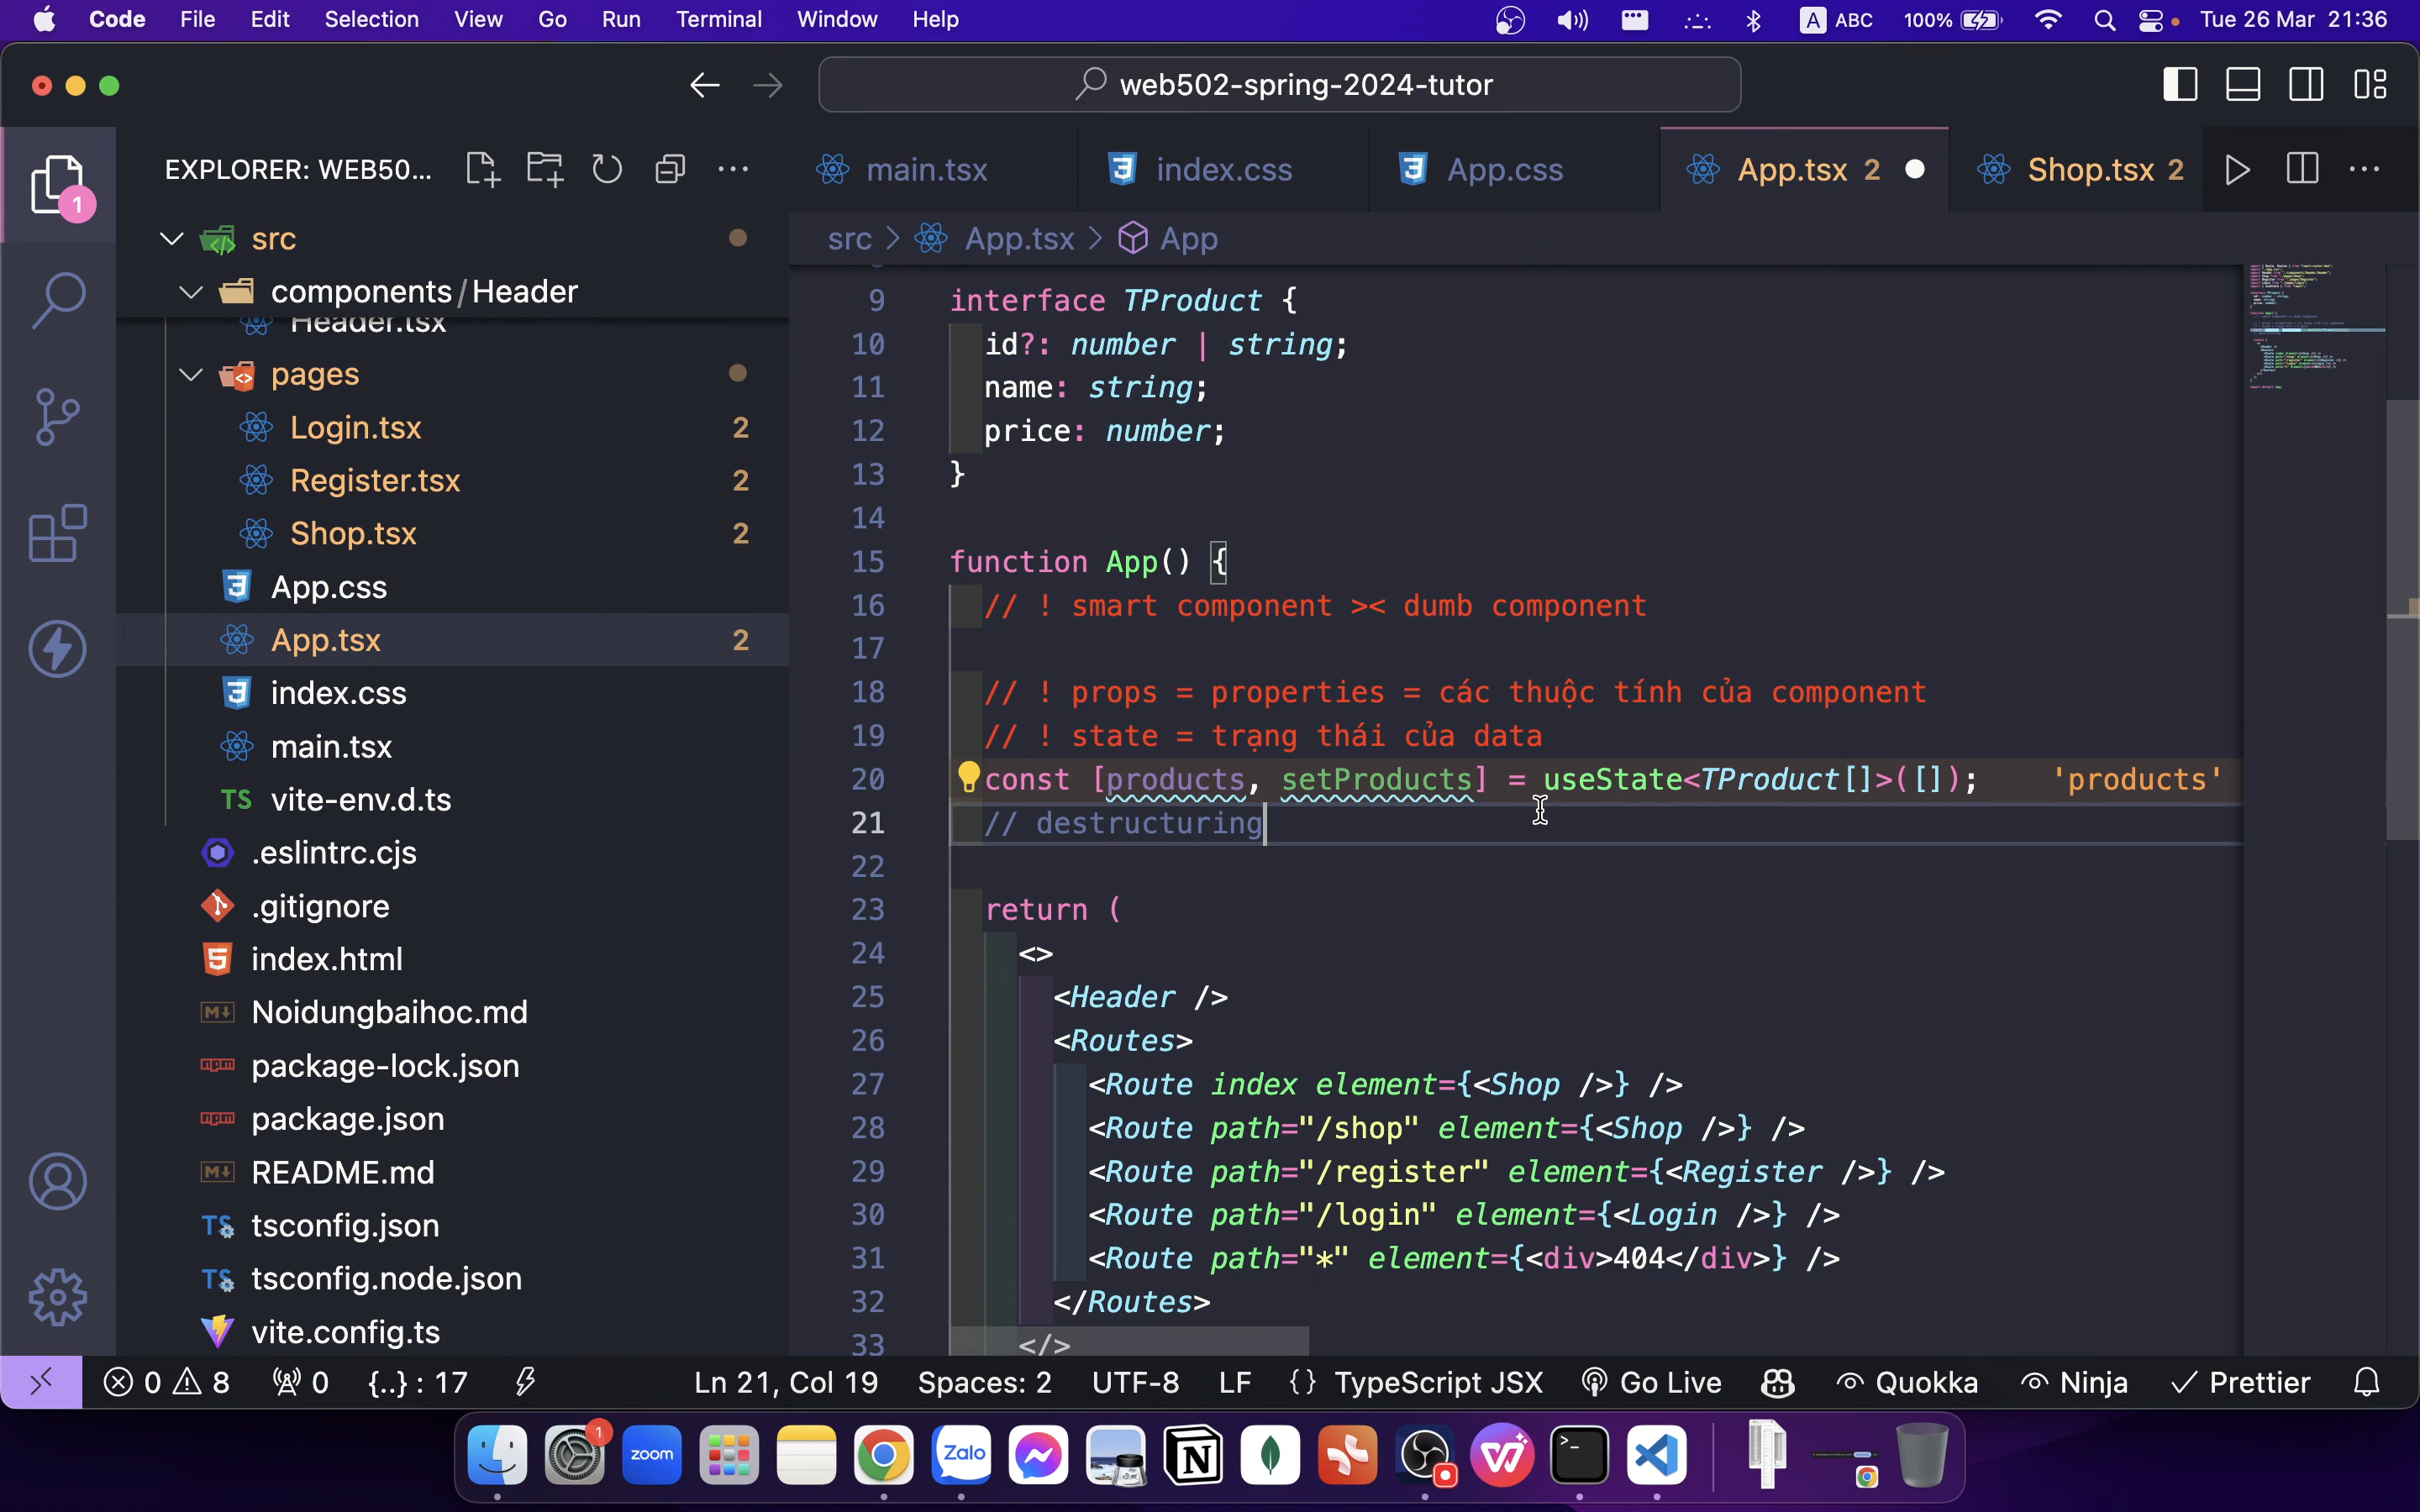 Code File Edit Selection View Go Run Terminal Window Help A ABC 100% Tue 26 Mar 21:36
web502-spring-2024-tutor
EXPLORER: WEB50...
main.tsx index.css App.css App.tsx 2 Shop.tsx 2
1
src
components / Header
Header.tsx
pages
Login.tsx 2
Register.tsx 2
Shop.tsx 2
App.css
App.tsx 2
index.css
main.tsx
TS vite-env.d.ts
.eslintrc.cjs
.gitignore
index.html
Noidungbaihoc.md
package-lock.json
package.json
README.md
TS tsconfig.json
TS tsconfig.node.json
vite.config.ts
src > App.tsx > App
9 interface TProduct {
10 id?: number | string;
11 name: string;
12 price: number;
13 }
14
15 function App() {
16 // ! smart component >< dumb component
17
18 // ! props = properties = các thuộc tính của component
19 // ! state = trạng thái của data
20 const [products, setProducts] = useState<TProduct[]>([]); 'products'
21 // destructuring
22
23 return (
24 <>
25 <Header />
26 <Routes>
27 <Route index element={<Shop />} />
28 <Route path="/shop" element={<Shop />} />
29 <Route path="/register" element={<Register />} />
30 <Route path="/login" element={<Login />} />
31 <Route path="*" element={<div>404</div>} />
32 </Routes>
33 </>
0 8 0 {..} : 17 Ln 21, Col 19 Spaces: 2 UTF-8 LF {} TypeScript JSX Go Live Quokka Ninja Prettier
1
zoom
Zalo